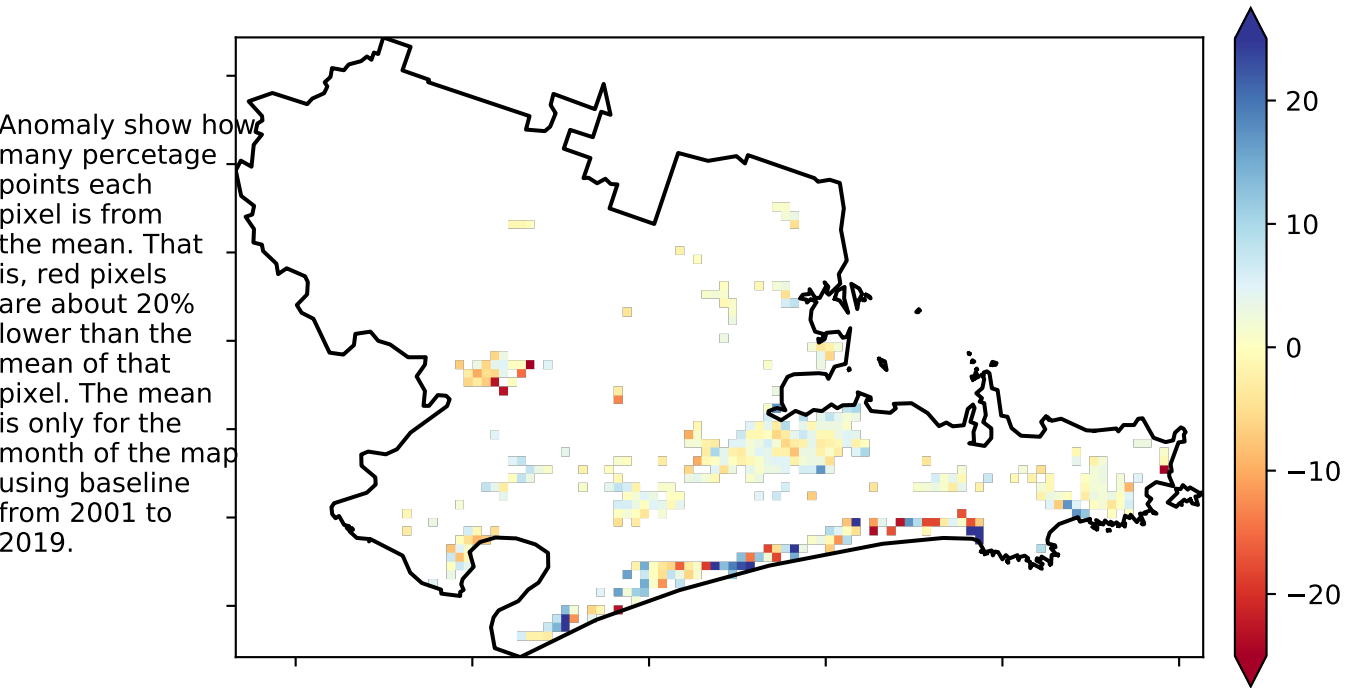 Anomaly show how
many percetage
points each
pixel is from
the mean. That
is, red pixels
are about 20%
lower than the
mean of that
pixel. The mean
is only for the
month of the map
using baseline
from 2001 to
2019.
20
10
0
−10
−20